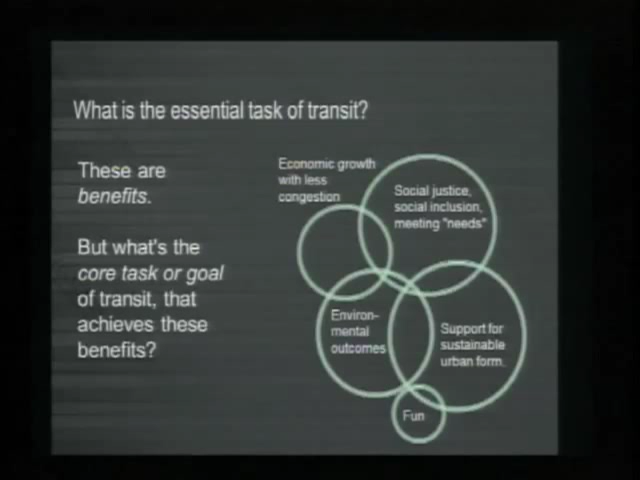 What is the essential task of transit?
These are
benefits.
But what's the
core task or goal
of transit, that
achieves these
benefits?
Economic growth
with less
congestion
Social justice,
social inclusion,
meeting "needs"
Environ-
mental
outcomes
Support for
sustainable
urban form.
Fun